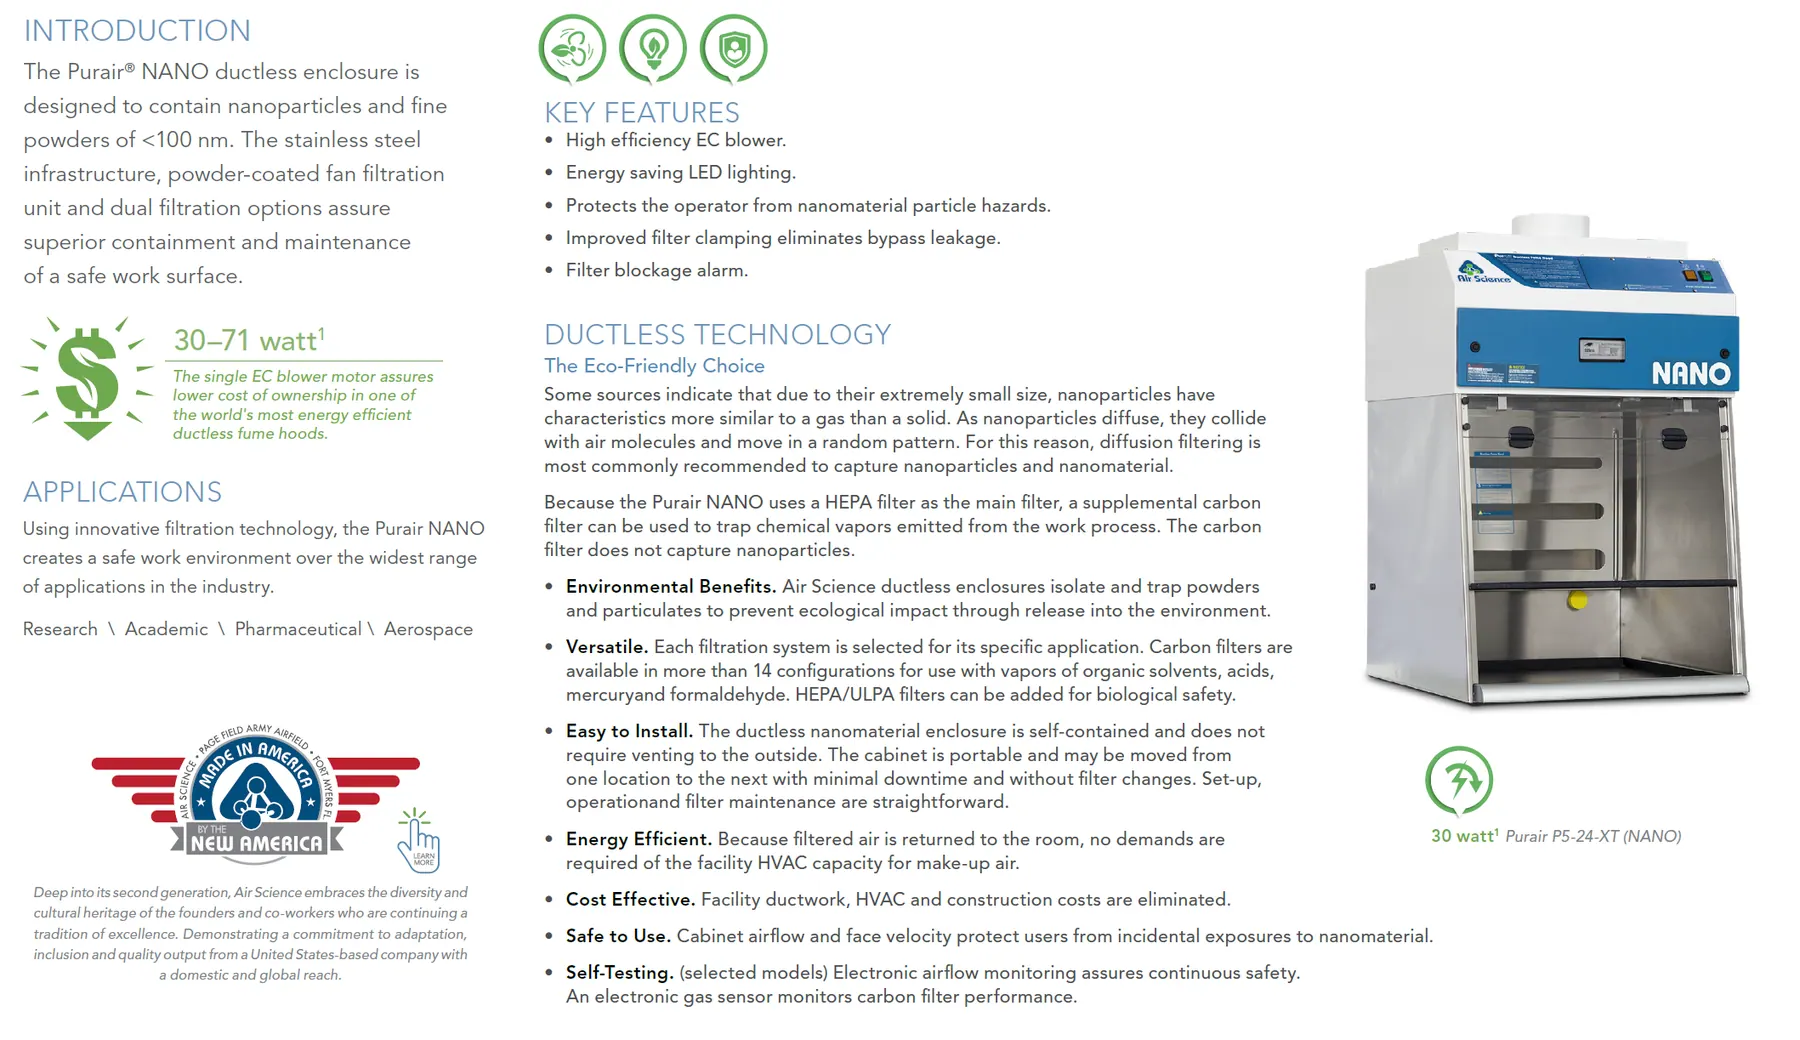 INTRODUCTION
The Purair® NANO ductless enclosure is
designed to contain nanoparticles and fine
powders of <100 nm. The stainless steel
infrastructure, powder-coated fan filtration
unit and dual filtration options assure
superior containment and maintenance
of a safe work surface.
30–71 watt¹
The single EC blower motor assures
lower cost of ownership in one of
the world's most energy efficient
ductless fume hoods.
APPLICATIONS
Using innovative filtration technology, the Purair NANO
creates a safe work environment over the widest range
of applications in the industry.
Research \ Academic \ Pharmaceutical \ Aerospace
AIR SCIENCE • PAGE FIELD ARMY AIRFIELD • FORT MYERS FL
MADE IN AMERICA
BY THE
NEW AMERICA
LEARN
MORE
Deep into its second generation, Air Science embraces the diversity and
cultural heritage of the founders and co-workers who are continuing a
tradition of excellence. Demonstrating a commitment to adaptation,
inclusion and quality output from a United States-based company with
a domestic and global reach.
KEY FEATURES
• High efficiency EC blower.
• Energy saving LED lighting.
• Protects the operator from nanomaterial particle hazards.
• Improved filter clamping eliminates bypass leakage.
• Filter blockage alarm.
DUCTLESS TECHNOLOGY
The Eco-Friendly Choice
Some sources indicate that due to their extremely small size, nanoparticles have
characteristics more similar to a gas than a solid. As nanoparticles diffuse, they collide
with air molecules and move in a random pattern. For this reason, diffusion filtering is
most commonly recommended to capture nanoparticles and nanomaterial.
Because the Purair NANO uses a HEPA filter as the main filter, a supplemental carbon
filter can be used to trap chemical vapors emitted from the work process. The carbon
filter does not capture nanoparticles.
• Environmental Benefits. Air Science ductless enclosures isolate and trap powders
and particulates to prevent ecological impact through release into the environment.
• Versatile. Each filtration system is selected for its specific application. Carbon filters are
available in more than 14 configurations for use with vapors of organic solvents, acids,
mercuryand formaldehyde. HEPA/ULPA filters can be added for biological safety.
• Easy to Install. The ductless nanomaterial enclosure is self-contained and does not
require venting to the outside. The cabinet is portable and may be moved from
one location to the next with minimal downtime and without filter changes. Set-up,
operationand filter maintenance are straightforward.
• Energy Efficient. Because filtered air is returned to the room, no demands are
required of the facility HVAC capacity for make-up air.
• Cost Effective. Facility ductwork, HVAC and construction costs are eliminated.
• Safe to Use. Cabinet airflow and face velocity protect users from incidental exposures to nanomaterial.
• Self-Testing. (selected models) Electronic airflow monitoring assures continuous safety.
An electronic gas sensor monitors carbon filter performance.
Air Science
NANO
30 watt¹ Purair P5-24-XT (NANO)